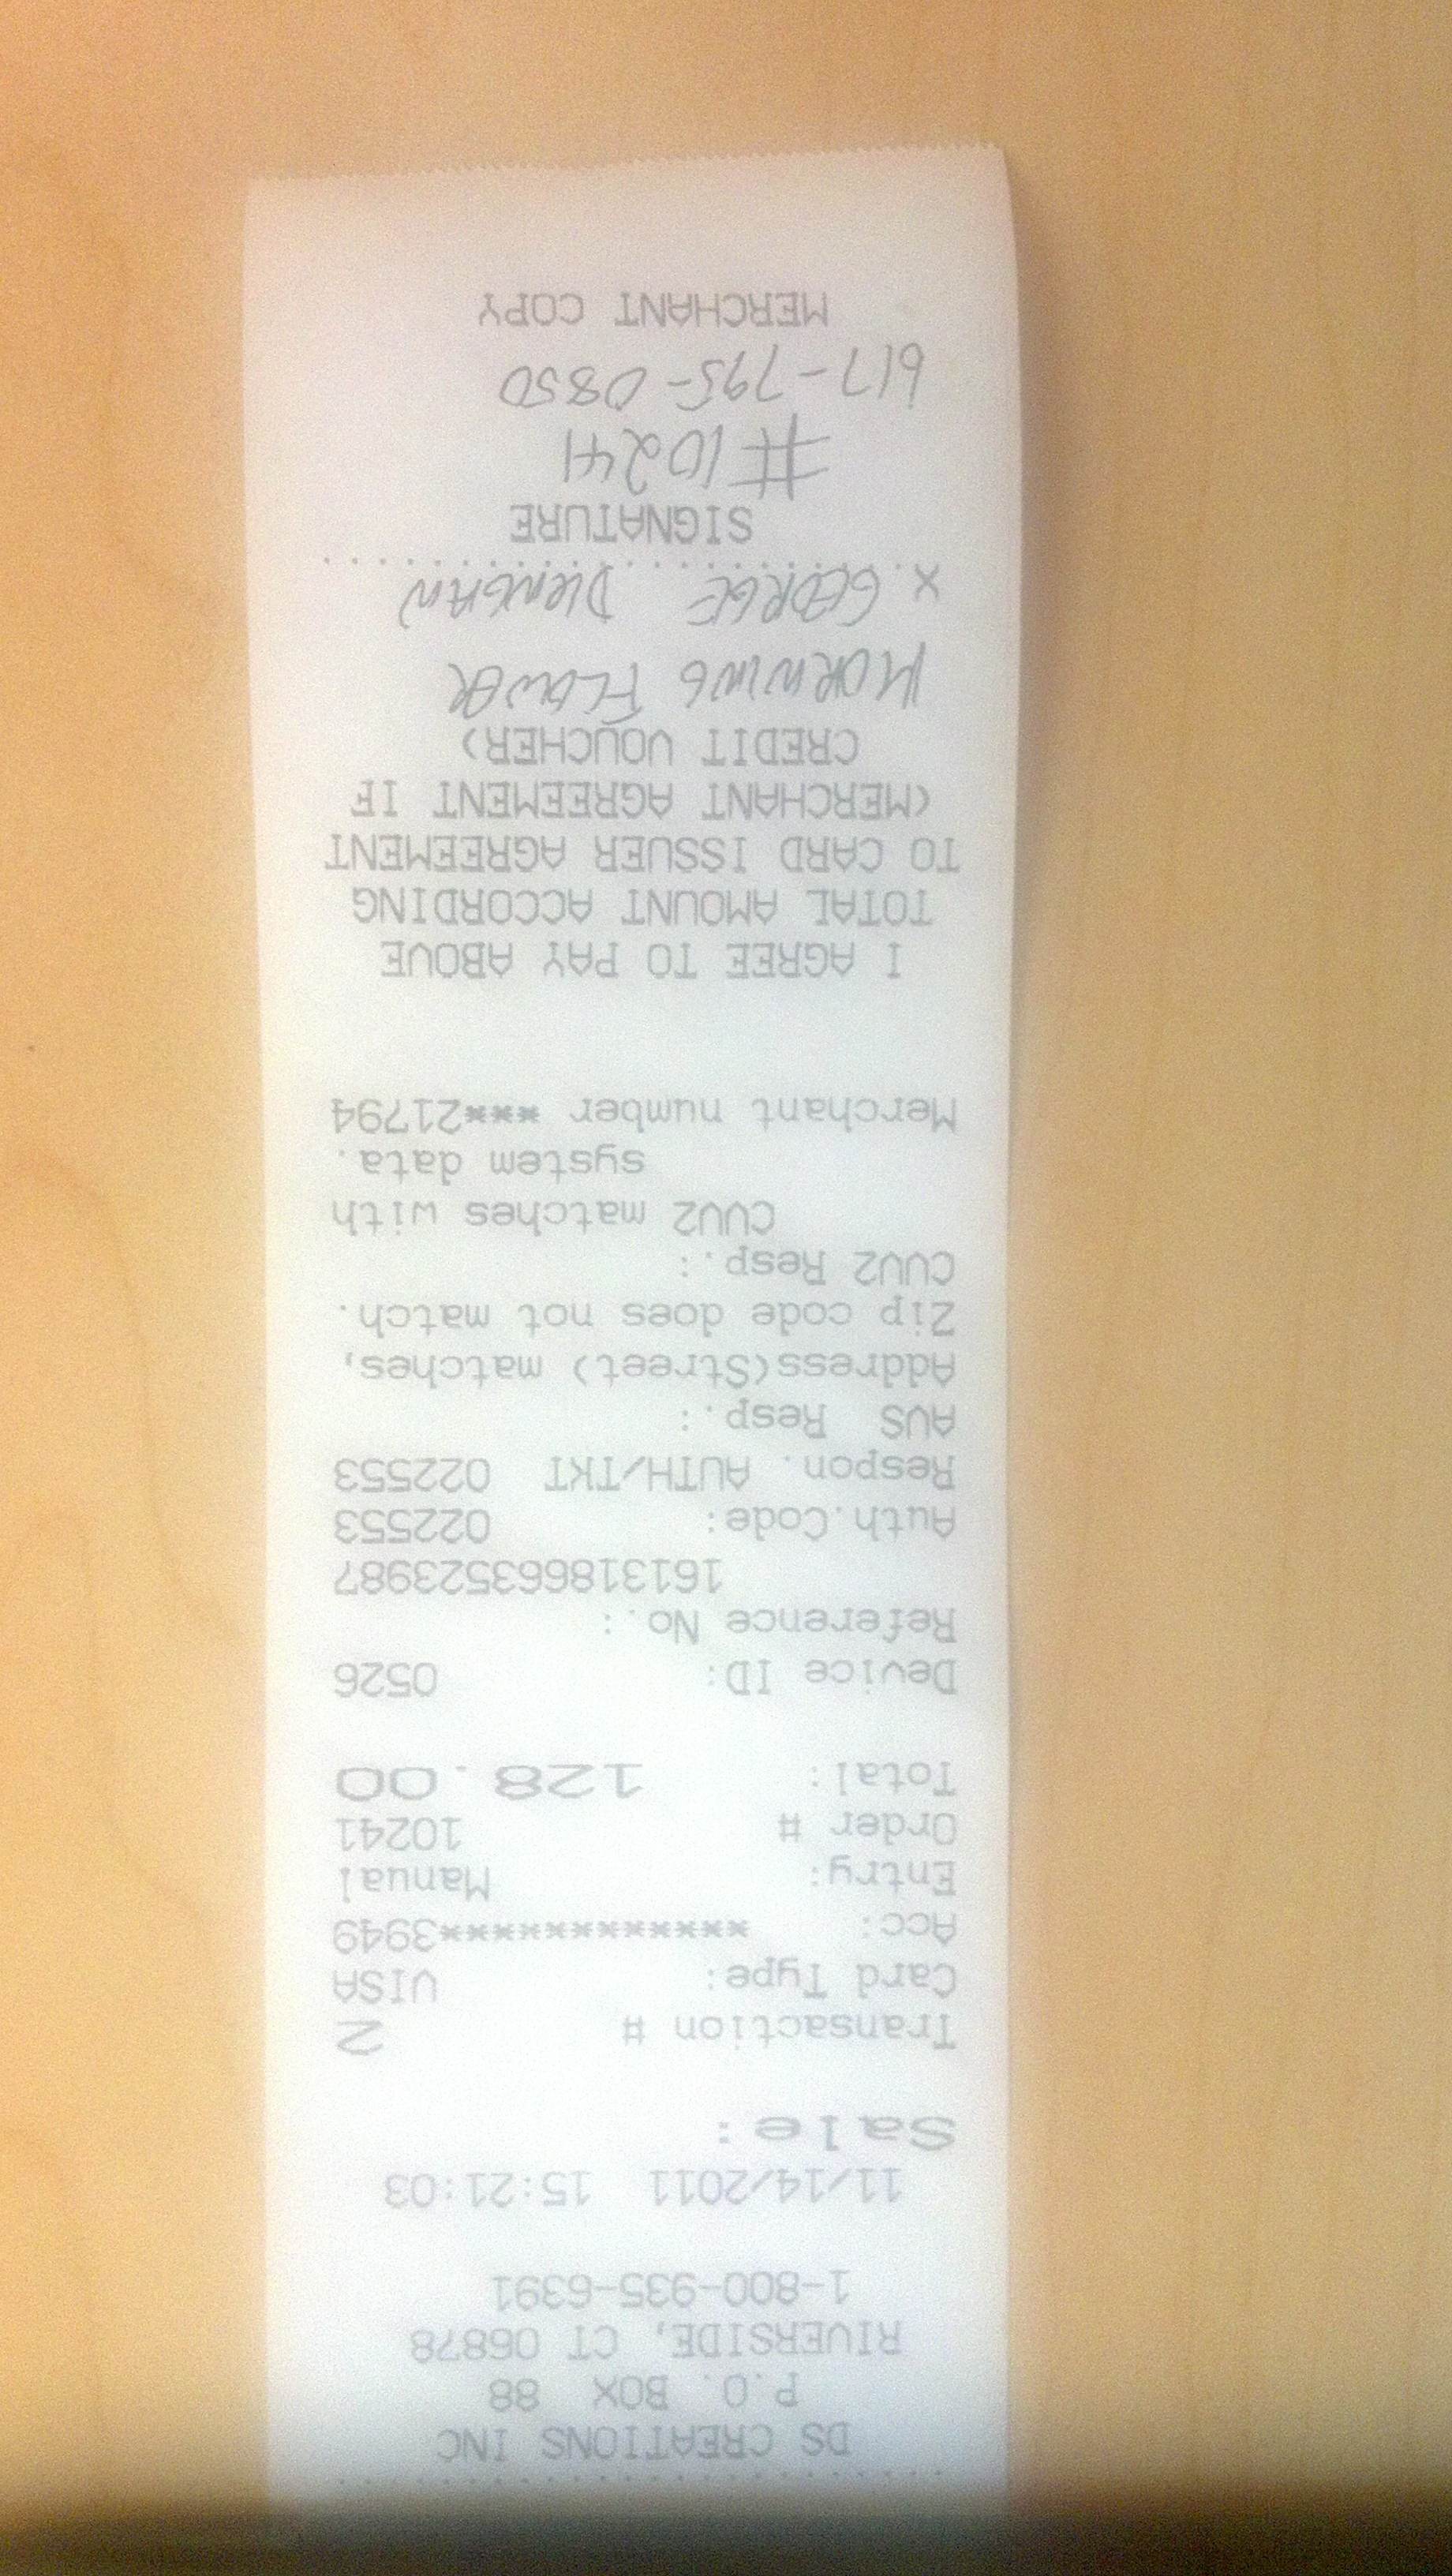 DS CREATIONS INC
P.O. BOX 88
RIVERSIDE, CT 06878
1-800-935-6391
11/14/2011 15:21:03
Sale:
Transaction # 2
Card Type: VISA
Acc: ************3949
Entry: Manual
Order # 10241
Total: 128.00
Device ID: 0526
Reference No.:
161318663523987
Auth.Code: 022553
Respon. AUTH/TKT 022553
AVS Resp.:
Address(Street) matches,
Zip code does not match.
CVV2 Resp.:
CVV2 matches with
system data.
Merchant number ***21794
I AGREE TO PAY ABOVE
TOTAL AMOUNT ACCORDING
TO CARD ISSUER AGREEMENT
(MERCHANT AGREEMENT IF
CREDIT VOUCHER)
MORNING FLOWER
X GEORGE
SIGNATURE
#10241
617-795-0850
MERCHANT COPY